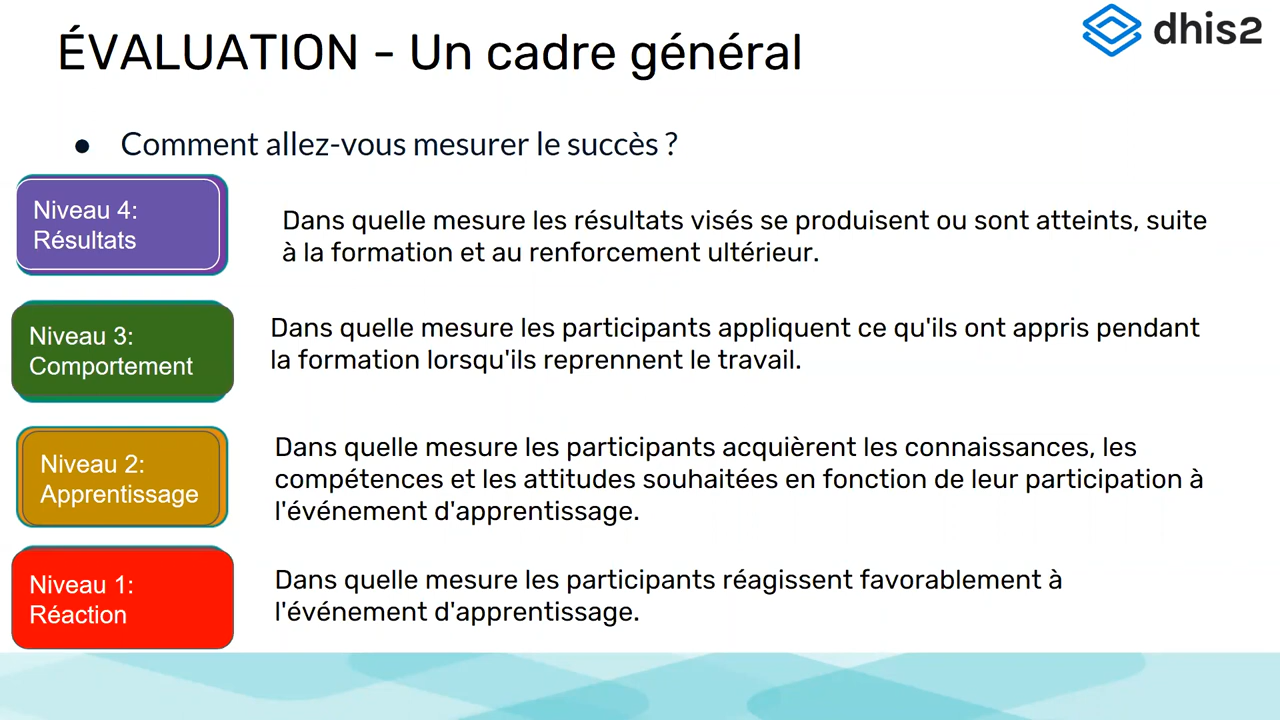 ÉVALUATION - Un cadre général
dhis2
● Comment allez-vous mesurer le succès ?
Niveau 4:
Résultats
Dans quelle mesure les résultats visés se produisent ou sont atteints, suite
à la formation et au renforcement ultérieur.
Niveau 3:
Comportement
Dans quelle mesure les participants appliquent ce qu'ils ont appris pendant
la formation lorsqu'ils reprennent le travail.
Niveau 2:
Apprentissage
Dans quelle mesure les participants acquièrent les connaissances, les
compétences et les attitudes souhaitées en fonction de leur participation à
l'événement d'apprentissage.
Niveau 1:
Réaction
Dans quelle mesure les participants réagissent favorablement à
l'événement d'apprentissage.